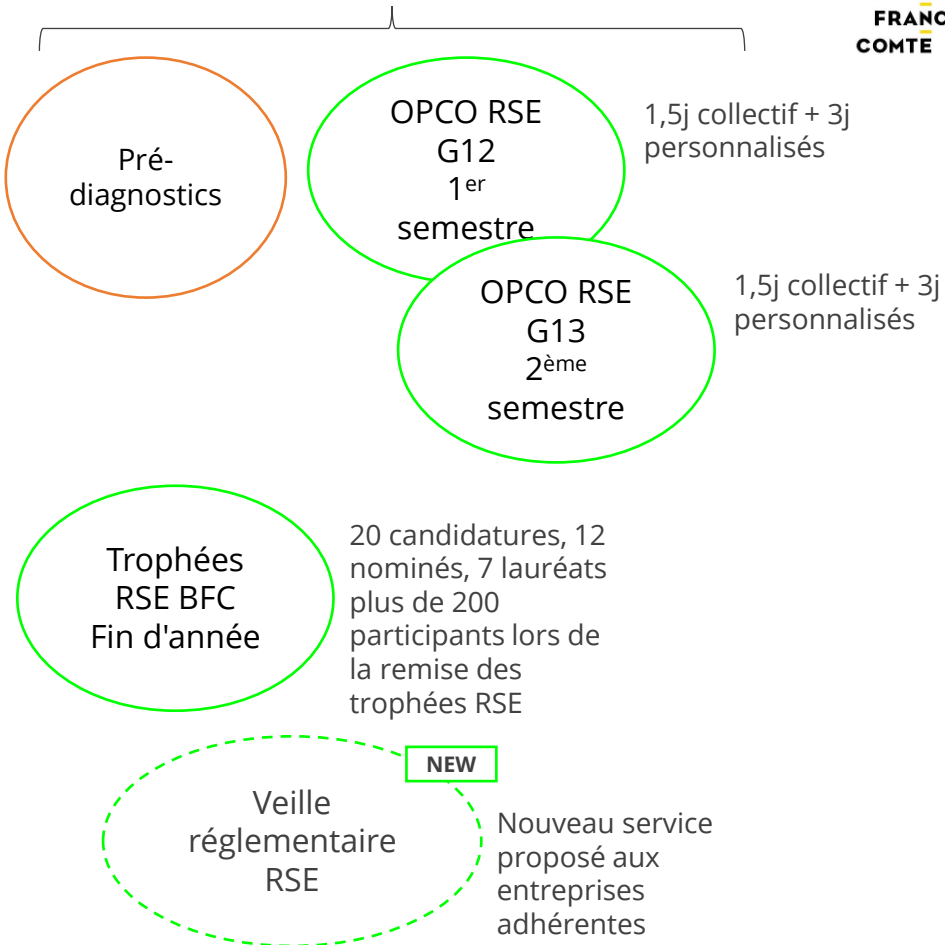 COMTE
Pré-
diagnostics
OPCO RSE
G12
1er
semestre
1,5j collectif + 3j
personnalisés
OPCO RSE
G13
2ème
semestre
1,5j collectif + 3j
personnalisés
Trophées
RSE BFC
Fin d'année
20 candidatures, 12
nominés, 7 lauréats
plus de 200
participants lors de
la remise des
trophées RSE
NEW
Veille
réglementaire
RSE
Nouveau service
proposé aux
entreprises
adhérentes